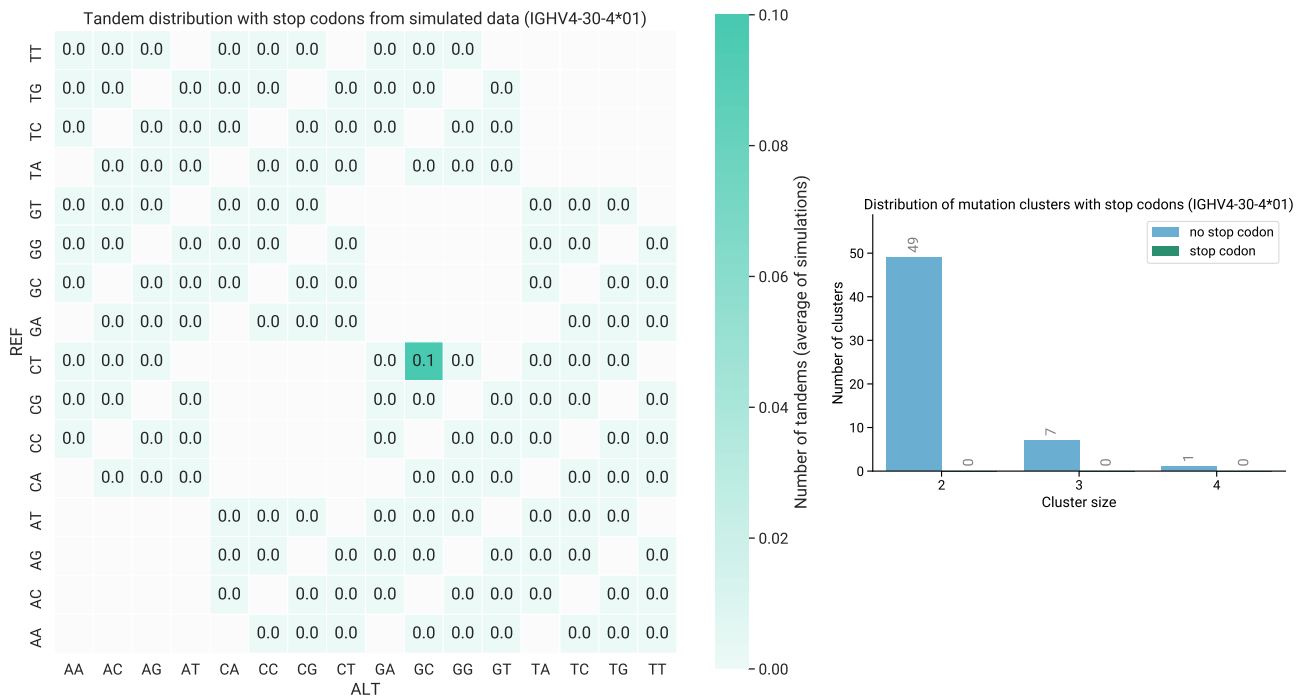 Tandem distribution with stop codons from simulated data (IGHV4-30-4*01)
TT 0.0 0.0 0.0 0.0 0.0 0.0 0.0 0.0 0.0
TG 0.0 0.0 0.0 0.0 0.0 0.0 0.0 0.0 0.0
TC 0.0 0.0 0.0 0.0 0.0 0.0 0.0 0.0 0.0
TA 0.0 0.0 0.0 0.0 0.0 0.0 0.0 0.0 0.0
GT 0.0 0.0 0.0 0.0 0.0 0.0 0.0 0.0 0.0
GG 0.0 0.0 0.0 0.0 0.0 0.0 0.0 0.0 0.0
GC 0.0 0.0 0.0 0.0 0.0 0.0 0.0 0.0 0.0
GA 0.0 0.0 0.0 0.0 0.0 0.0 0.0 0.0 0.0
CT 0.0 0.0 0.0 0.0 0.1 0.0 0.0 0.0 0.0
CG 0.0 0.0 0.0 0.0 0.0 0.0 0.0 0.0 0.0
CC 0.0 0.0 0.0 0.0 0.0 0.0 0.0 0.0 0.0
CA 0.0 0.0 0.0 0.0 0.0 0.0 0.0 0.0 0.0
AT 0.0 0.0 0.0 0.0 0.0 0.0 0.0 0.0 0.0
AG 0.0 0.0 0.0 0.0 0.0 0.0 0.0 0.0 0.0
AC 0.0 0.0 0.0 0.0 0.0 0.0 0.0 0.0 0.0
AA 0.0 0.0 0.0 0.0 0.0 0.0 0.0 0.0 0.0
REF
AA AC AG AT CA CC CG CT GA GC GG GT TA TC TG TT
ALT
0.10
0.08
0.06
0.04
0.02
0.00
Number of tandems (average of simulations)
Distribution of mutation clusters with stop codons (IGHV4-30-4*01)
no stop codon
stop codon
50
40
30
20
10
0
Number of clusters
49 0 7 0 1 0
2 3 4
Cluster size